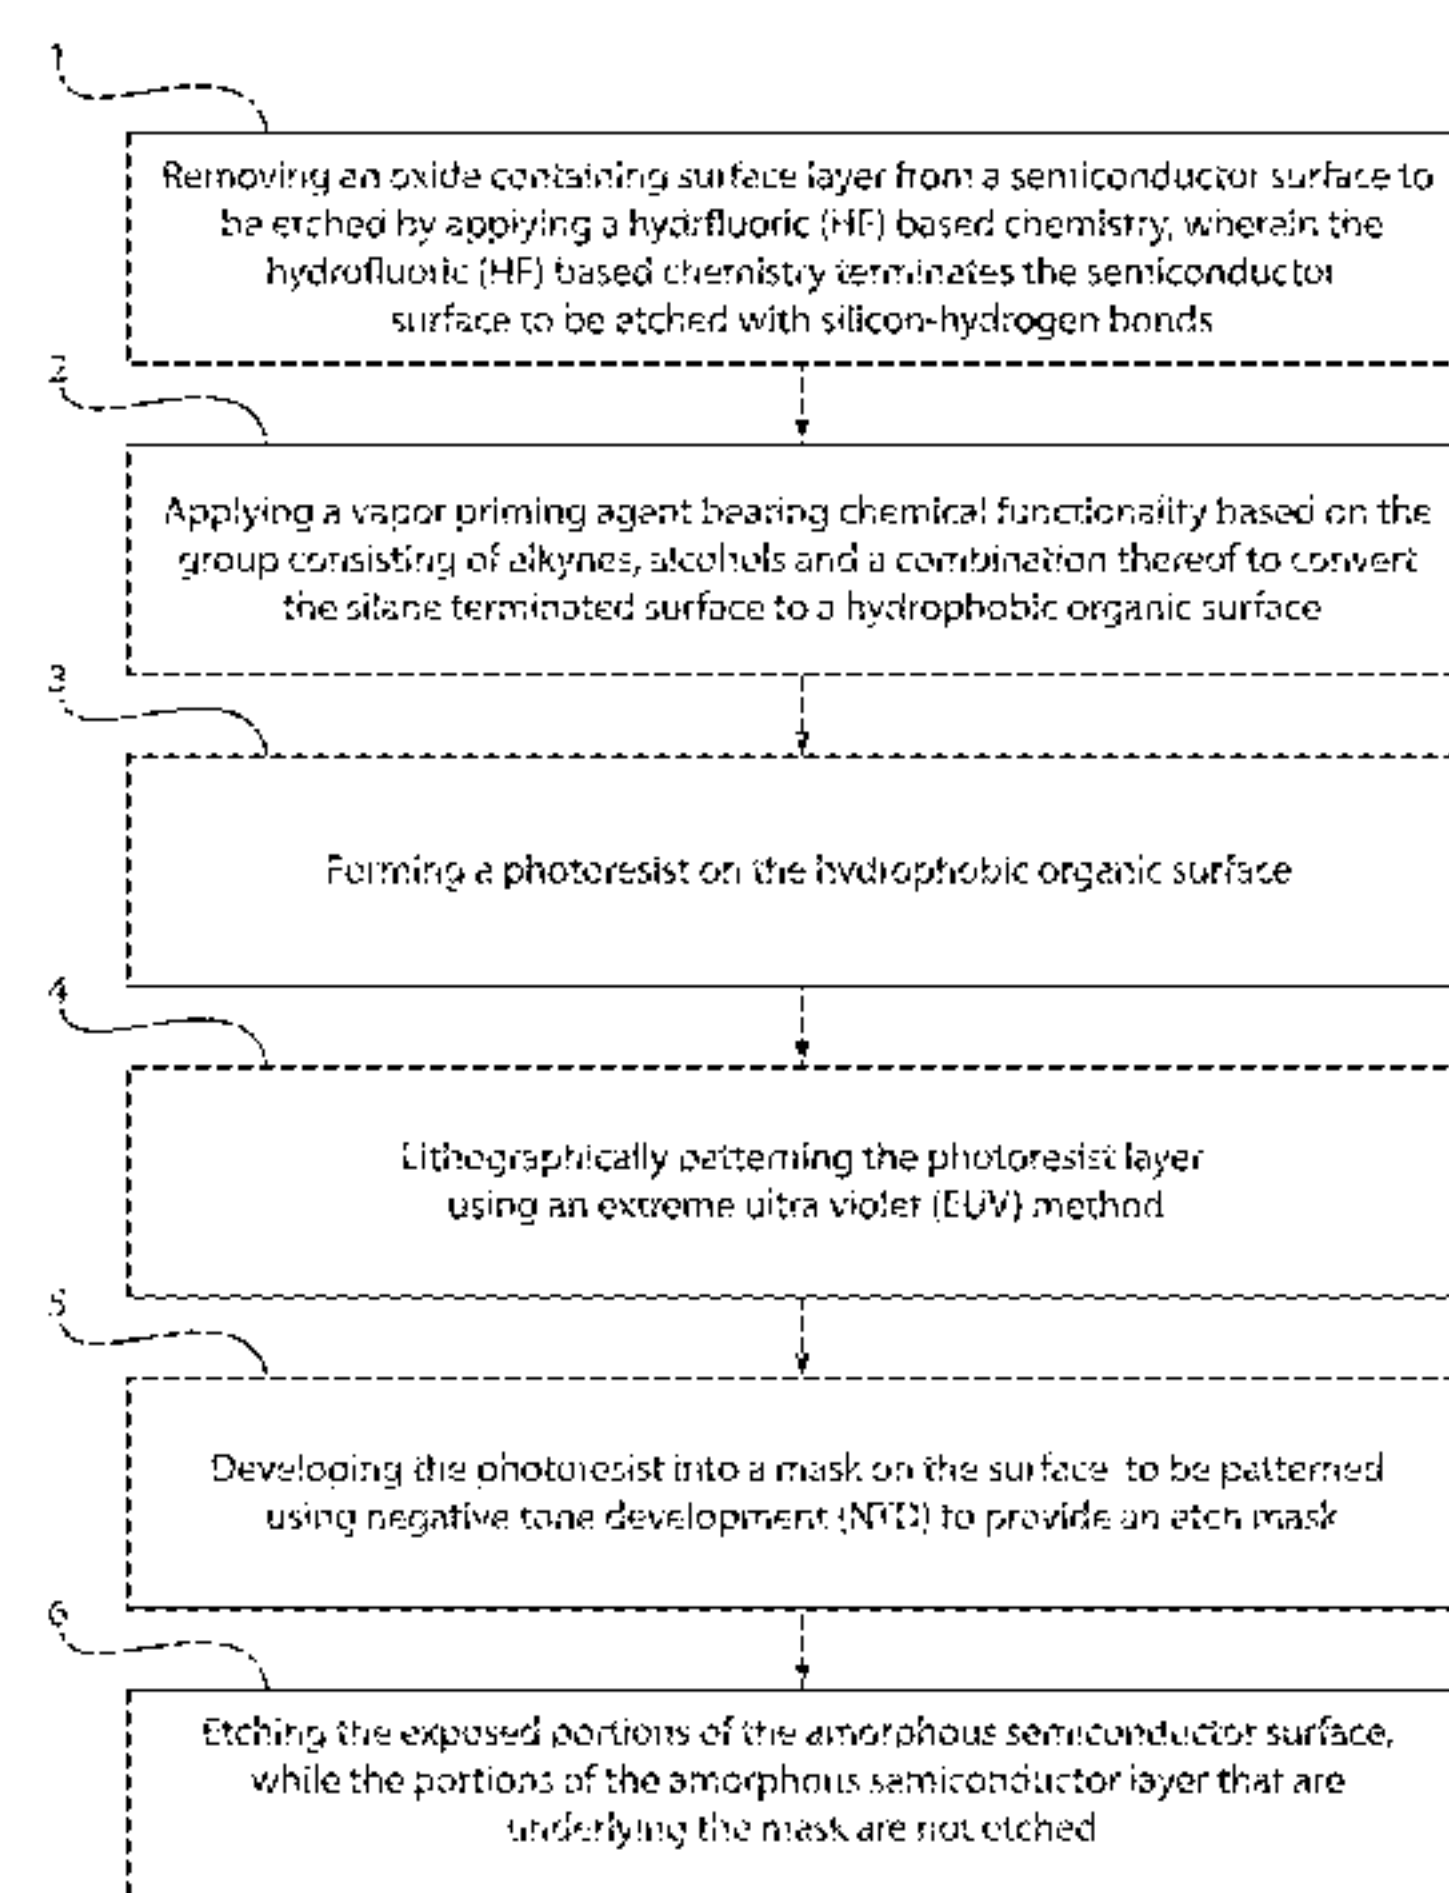 1
Removing an oxide containing surface layer from a semiconductor surface to
be etched by applying a hydrfluoric (HF) based chemistry, wherein the
hydrofluoric (HF) based chemistry terminates the semiconductor
surface to be etched with silicon-hydrogen bonds
2
Applying a vapor priming agent bearing chemical functionality based on the
group consisting of alkynes, alcohols and a combination thereof to convert
the silane terminated surface to a hydrophobic organic surface
3
Forming a photoresist on the hydrophobic organic surface
4
Lithographically patterning the photoresist layer
using an extreme ultra violet (EUV) method
5
Developing the photoresist into a mask on the surface to be patterned
using negative tone development (NTD) to provide an etch mask
6
Etching the exposed portions of the amorphous semiconductor surface,
while the portions of the amorphous semiconductor layer that are
underlying the mask are not etched